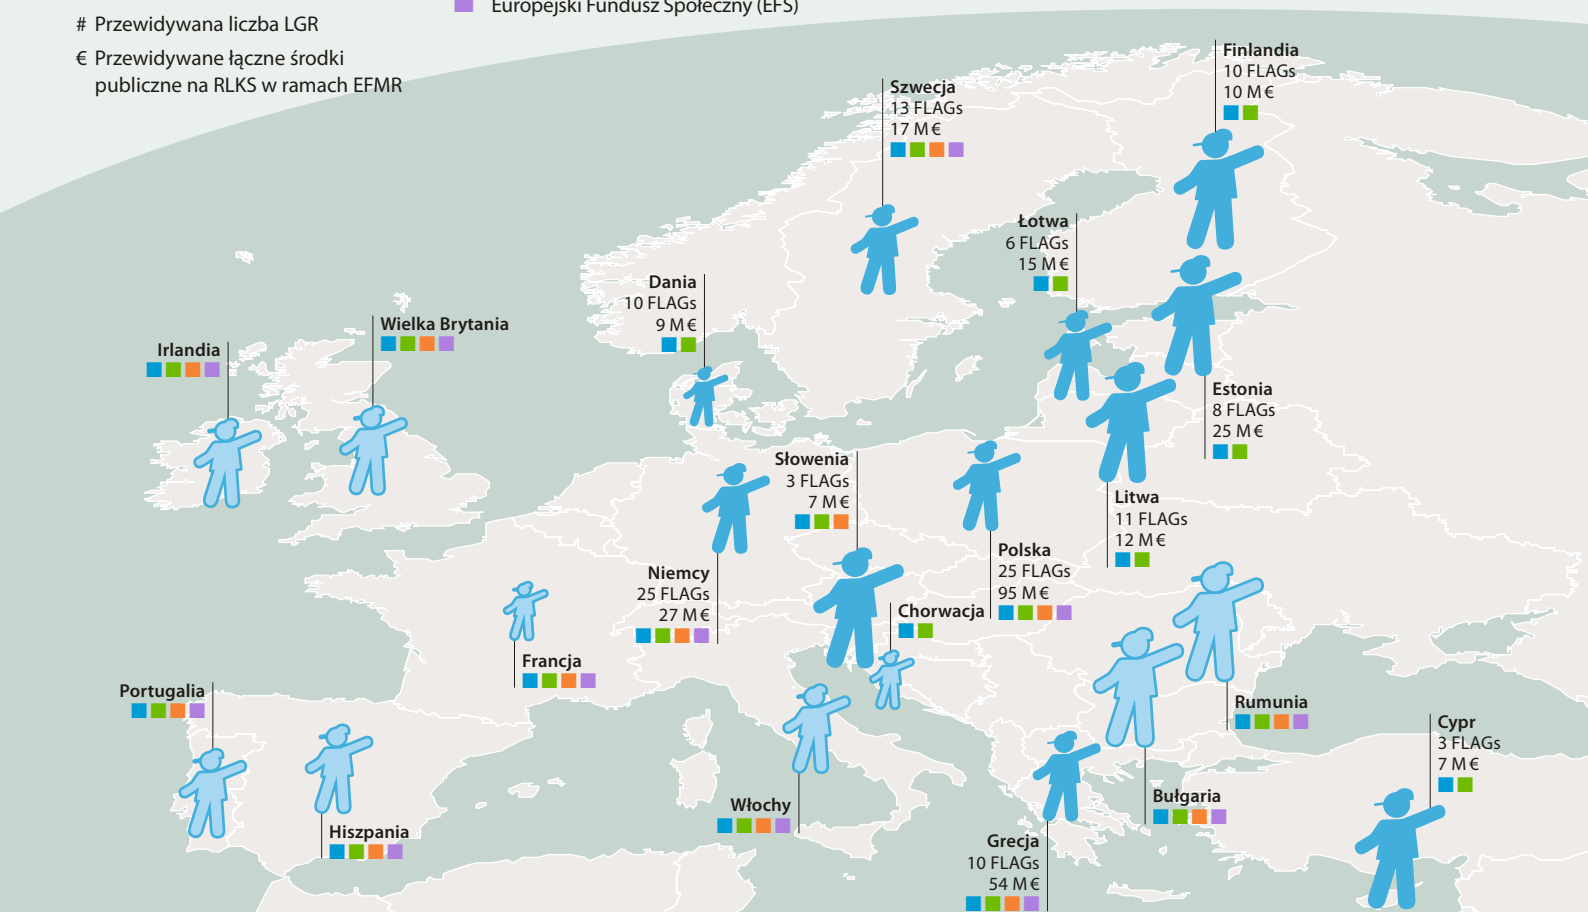 Europejski Fundusz Społeczny (EFS)
# Przewidywana liczba LGR
€ Przewidywane łączne środki
publiczne na RLKS w ramach EFMR
Finlandia
10 FLAGs
10 M €
Szwecja
13 FLAGs
17 M €
Łotwa
6 FLAGs
15 M €
Dania
10 FLAGs
9 M €
Wielka Brytania
Irlandia
Estonia
8 FLAGs
25 M €
Słowenia
3 FLAGs
7 M €
Litwa
11 FLAGs
12 M €
Polska
25 FLAGs
95 M €
Niemcy
25 FLAGs
27 M €
Chorwacja
Francja
Portugalia
Rumunia
Cypr
3 FLAGs
7 M €
Bułgaria
Włochy
Hiszpania
Grecja
10 FLAGs
54 M €